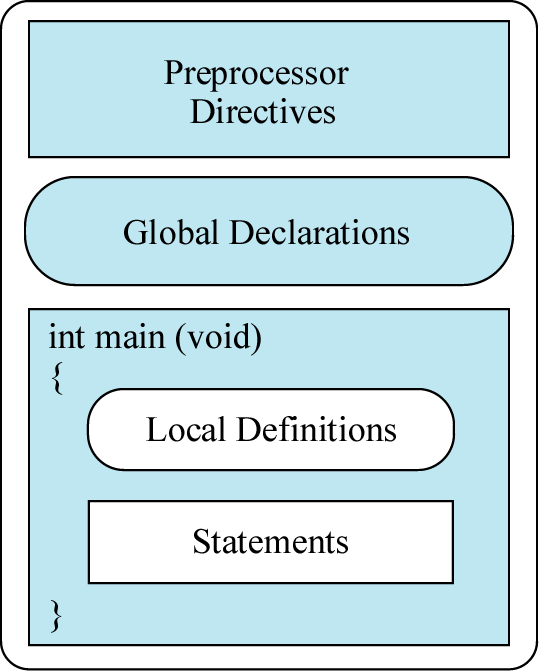 Preprocessor
Directives
Global Declarations
int main (void)
{
Local Definitions
Statements
}